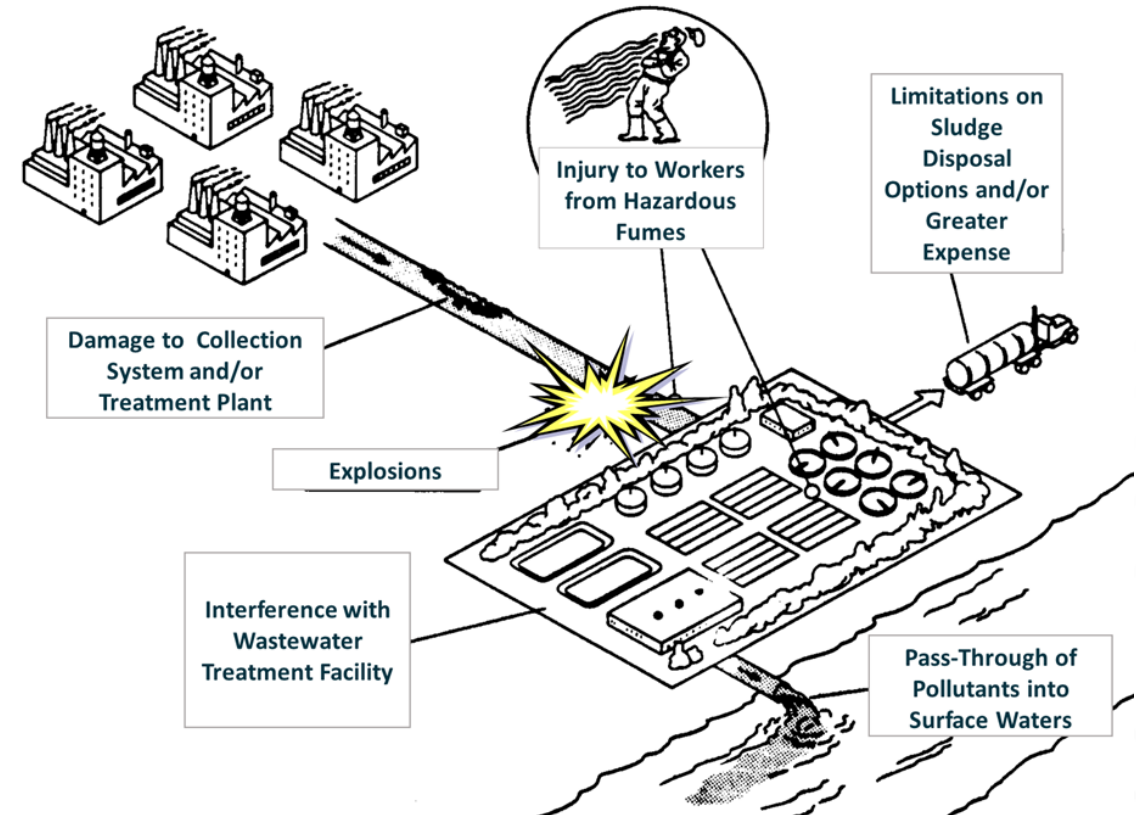 Injury to Workers
from Hazardous
Fumes
Limitations on
Sludge
Disposal
Options and/or
Greater
Expense
Damage to Collection
System and/or
Treatment Plant
Explosions
Interference with
Wastewater
Treatment Facility
Pass-Through of
Pollutants into
Surface Waters